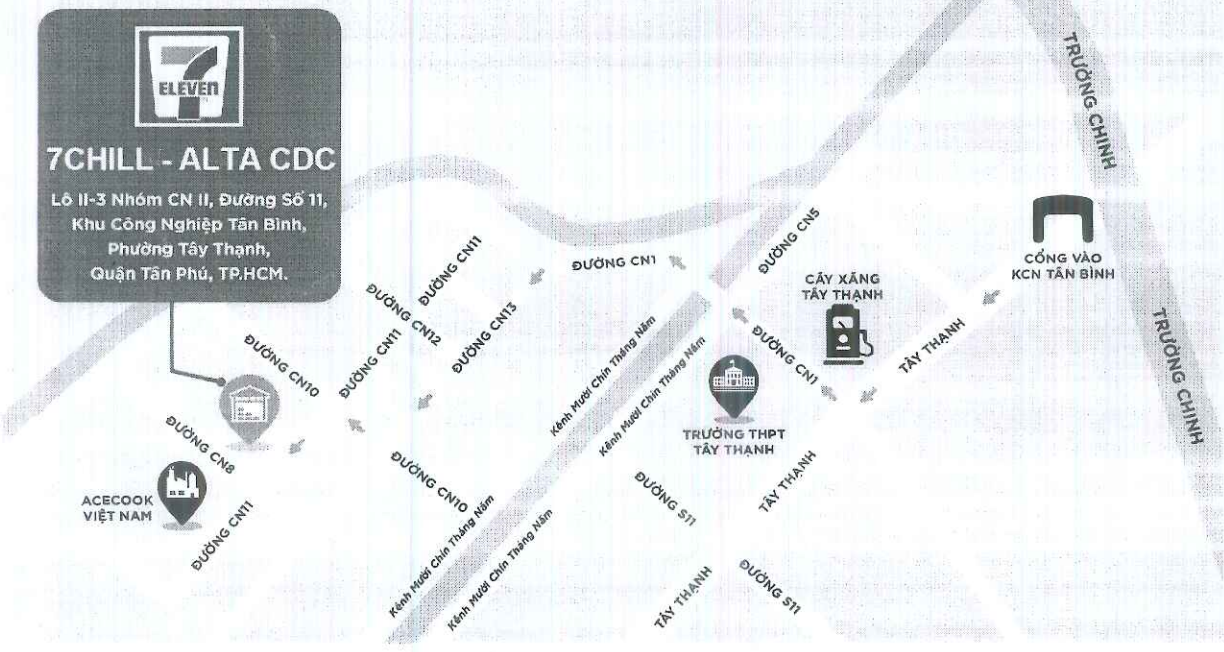 ELEVEN
7CHILL - ALTA CDC
Lô II-3 Nhóm CN II, Đường Số 11,
Khu Công Nghiệp Tân Bình,
Phường Tây Thạnh,
Quận Tân Phú, TP.HCM.
TRƯỜNG CHINH
TRƯỜNG CHINH
CỔNG VÀO
KCN TÂN BÌNH
ĐƯỜNG CN5
CÂY XĂNG
TÂY THẠNH
TÂY THẠNH
ĐƯỜNG CN1
ĐƯỜNG CN1
ĐƯỜNG CN11
ĐƯỜNG CN12
ĐƯỜNG CN13
ĐƯỜNG CN11
ĐƯỜNG CN10
Kênh Mười Chín Tháng Năm
Kênh Mười Chín Tháng Năm
TRƯỜNG THPT
TÂY THẠNH
ĐƯỜNG CN8
ACECOOK
VIỆT NAM
ĐƯỜNG CN11
ĐƯỜNG CN10
Kênh Mười Chín Tháng Năm
Kênh Mười Chín Tháng Năm
ĐƯỜNG S11
TÂY THẠNH
TÂY THẠNH
ĐƯỜNG S11